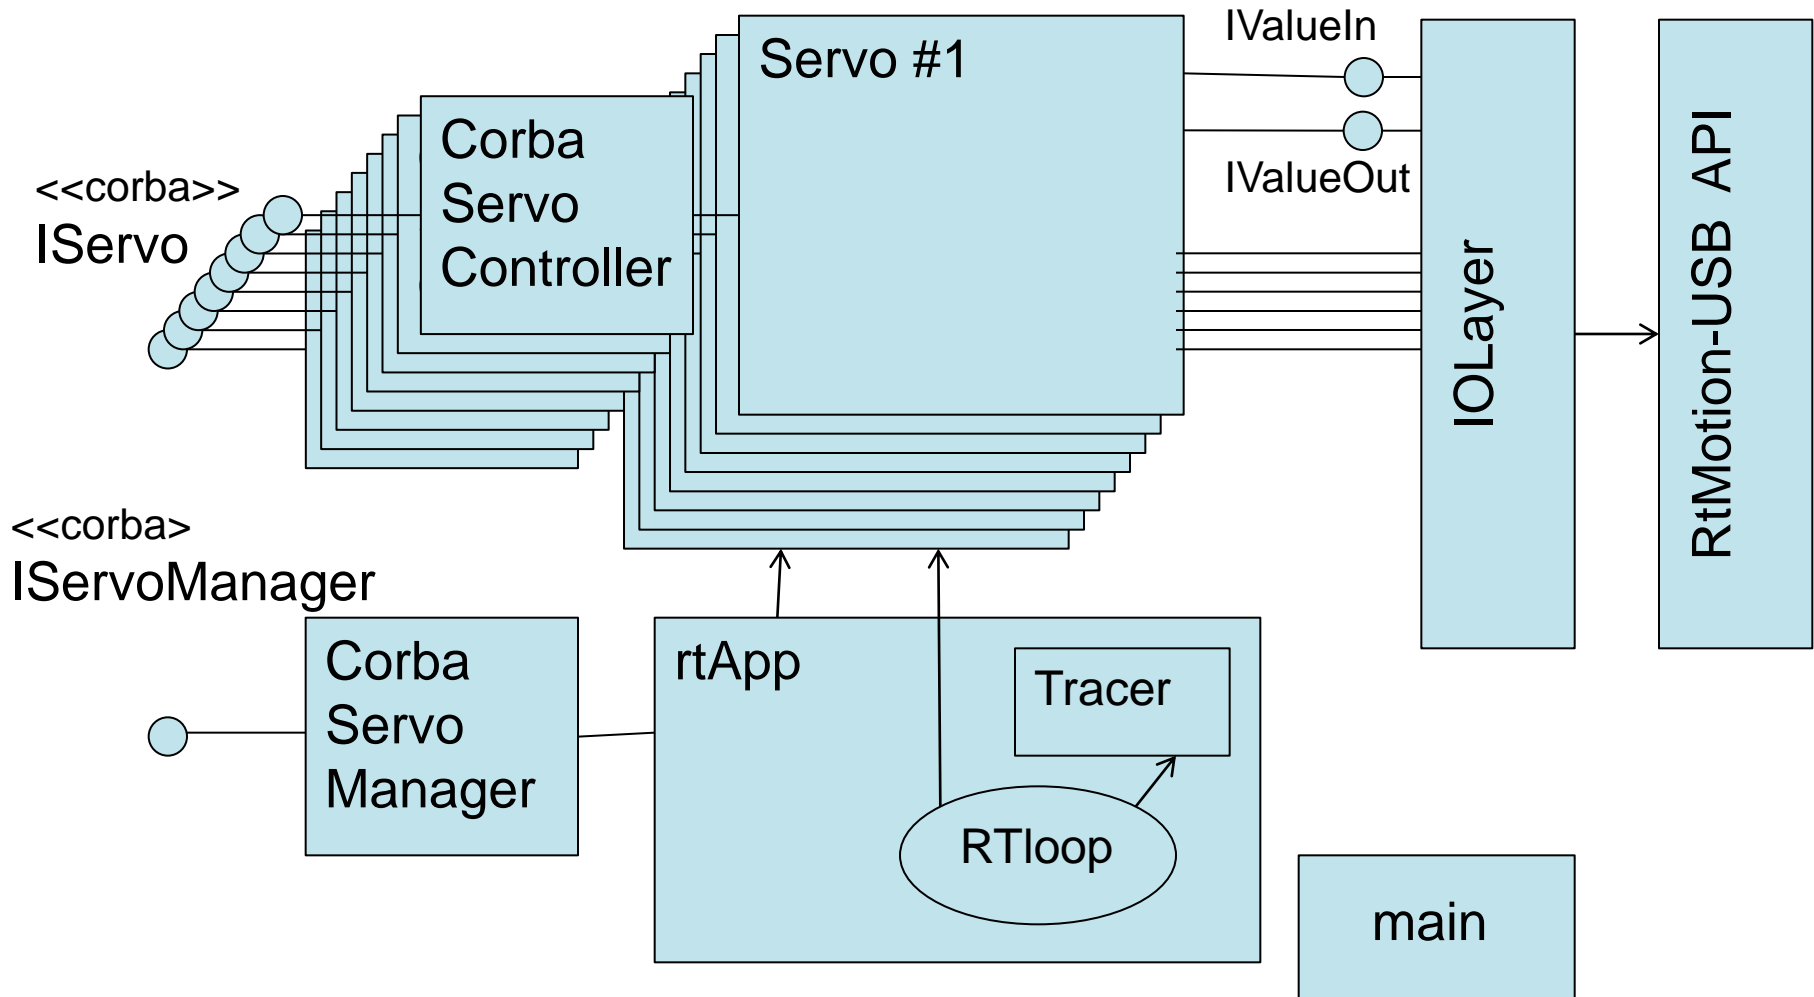 IValueIn
Servo #1
Corba
Servo
Controller
<<corba>>
IServo
IValueOut
IOLayer
RtMotion-USB API
<<corba>
IServoManager
Corba
Servo
Manager
rtApp
Tracer
RTloop
main